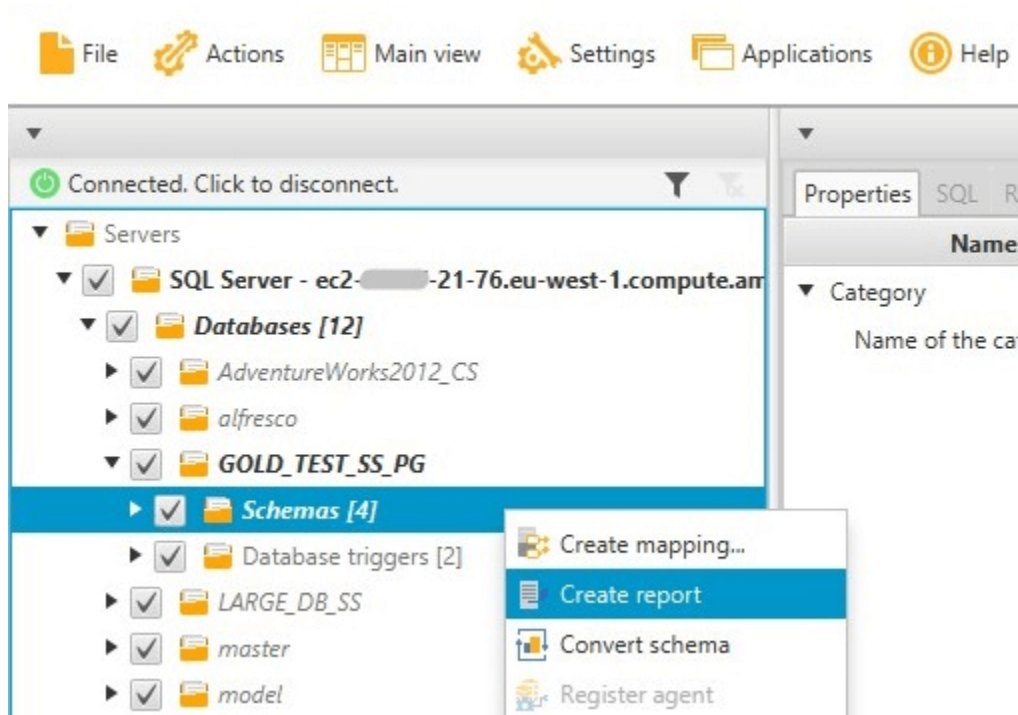 File Actions Main view Settings Applications Help
Connected. Click to disconnect.
Servers
SQL Server - ec2- -21-76.eu-west-1.compute.am
Databases [12]
AdventureWorks2012_CS
alfresco
GOLD_TEST_SS_PG
Schemas [4]
Database triggers [2]
LARGE_DB_SS
master
model
Create mapping...
Create report
Convert schema
Register agent
Properties SQL R
Name
Category
Name of the cat